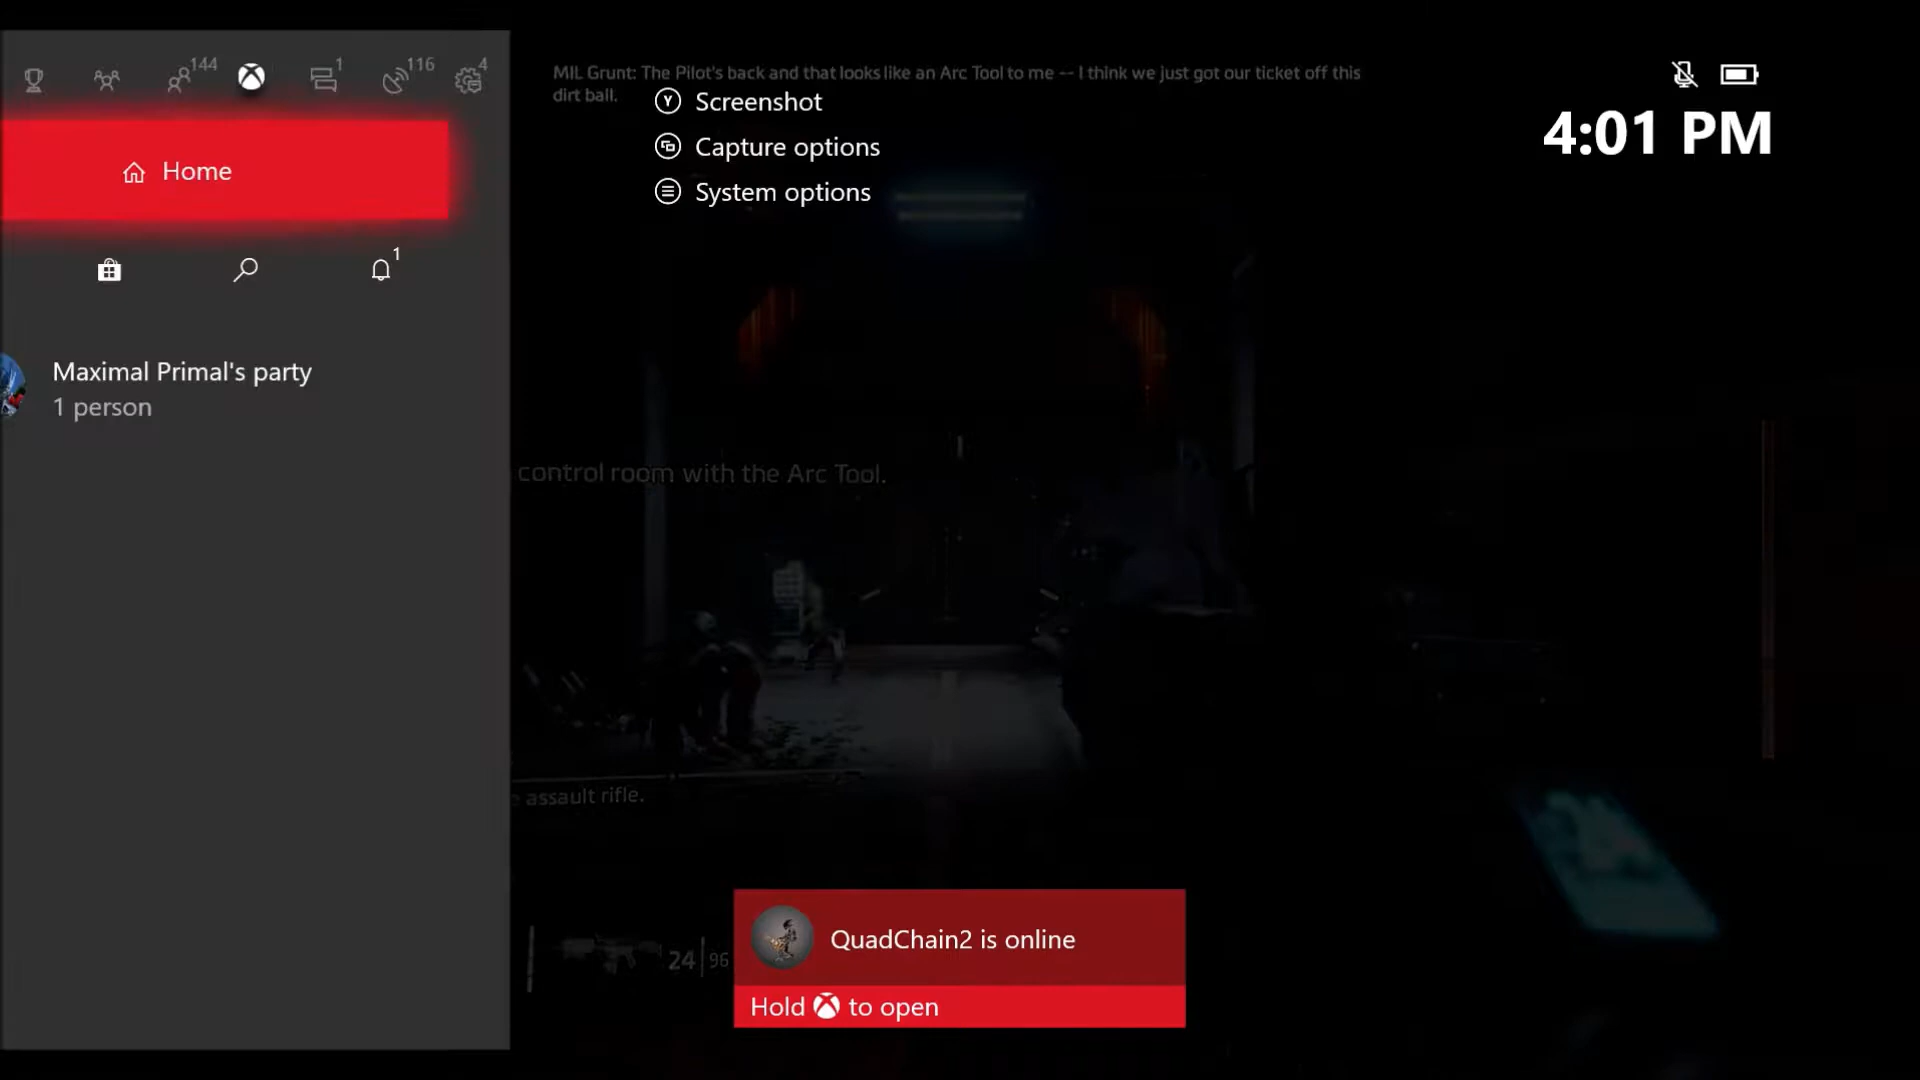 144
1
116
4
MIL Grunt: The Pilot's back and that looks like an Arc Tool to me -- I think we just got our ticket off this
dirt ball.
Y Screenshot
Capture options
System options
4:01 PM
Home
1
Maximal Primal's party
1 person
control room with the Arc Tool.
assault rifle.
24 96
QuadChain2 is online
Hold to open